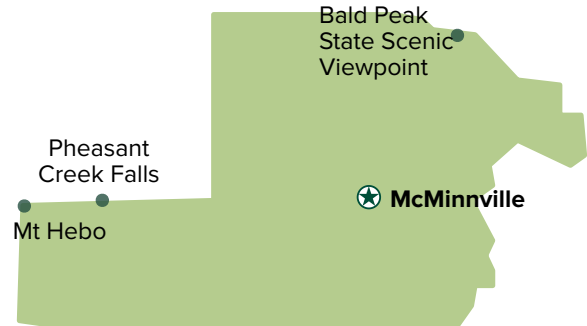 Bald Peak
State Scenic
Viewpoint
Pheasant
Creek Falls
McMinnville
Mt Hebo